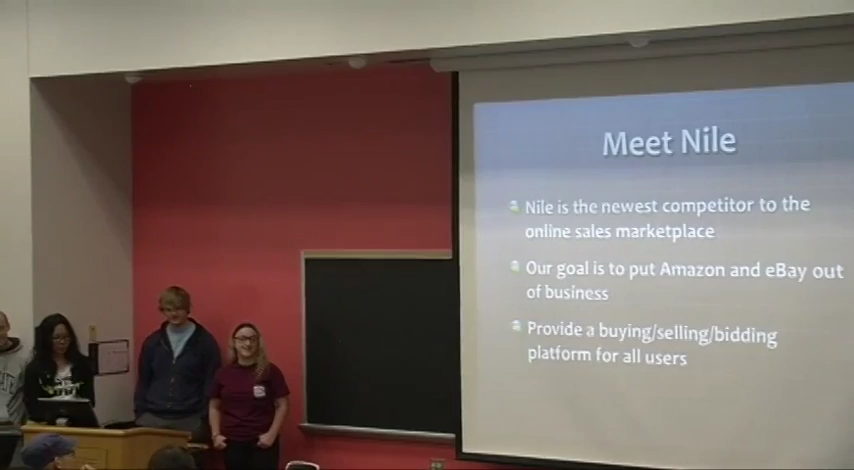 Meet Nile
Nile is the newest competitor to the
online sales marketplace
Our goal is to put Amazon and eBay out
of business
Provide a buying/selling/bidding
platform for all users